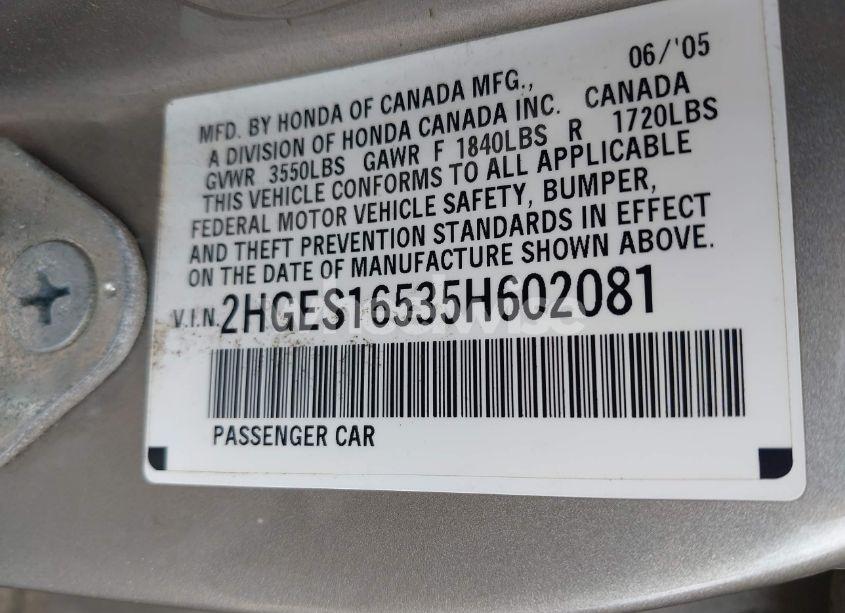 06/'05
MFD. BY HONDA OF CANADA MFG.,
A DIVISION OF HONDA CANADA INC. CANADA
GVWR 3550LBS GAWR F 1840LBS R 1720LBS
THIS VEHICLE CONFORMS TO ALL APPLICABLE
FEDERAL MOTOR VEHICLE SAFETY, BUMPER,
AND THEFT PREVENTION STANDARDS IN EFFECT
ON THE DATE OF MANUFACTURE SHOWN ABOVE.
V.I.N. 2HGES16535H602081
wheelwise
PASSENGER CAR